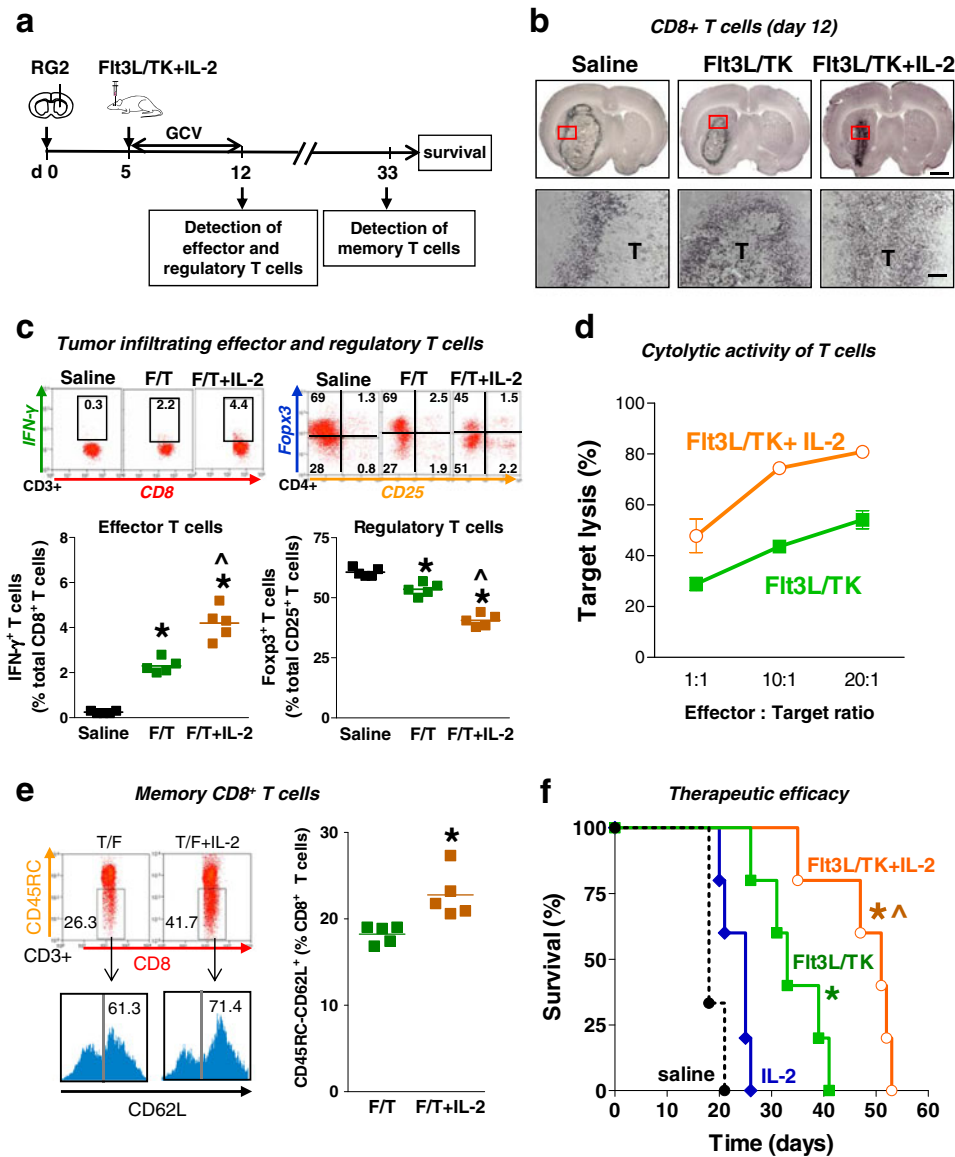 a
RG2
Flt3L/TK+IL-2
GCV
survival
d 0
5
12
33
Detection of
effector and
regulatory T cells
Detection of
memory T cells
b
CD8+ T cells (day 12)
Saline
Flt3L/TK
Flt3L/TK+IL-2
T
T
T
c
Tumor infiltrating effector and regulatory T cells
Saline
F/T
F/T+IL-2
IFN-γ
0.3
2.2
4.4
CD3+
CD8
Saline
F/T
F/T+IL-2
Fopx3
69
1.3
69
2.5
45
1.5
28
0.8
27
1.9
51
2.2
CD4+
CD25
Effector T cells
IFN-γ⁺ T cells
(% total CD8⁺ T cells)
8
6
4
2
0
*
^
*
Saline
F/T
F/T+IL-2
Regulatory T cells
Foxp3⁺ T cells
(% total CD25⁺ T cells)
75
50
25
0
*
^
*
Saline
F/T
F/T+IL-2
d
Cytolytic activity of T cells
Target lysis (%)
100
80
60
40
20
0
Flt3L/TK+ IL-2
Flt3L/TK
1:1
10:1
20:1
Effector : Target ratio
e
Memory CD8⁺ T cells
T/F
T/F+IL-2
CD45RC
26.3
41.7
CD3+
CD8
61.3
71.4
CD62L
CD45RC-CD62L⁺ (% CD8⁺ T cells)
30
20
10
0
*
F/T
F/T+IL-2
f
Therapeutic efficacy
Survival (%)
100
75
50
25
0
Flt3L/TK+IL-2
* ^
Flt3L/TK
*
saline
IL-2
0
10
20
30
40
50
60
Time (days)